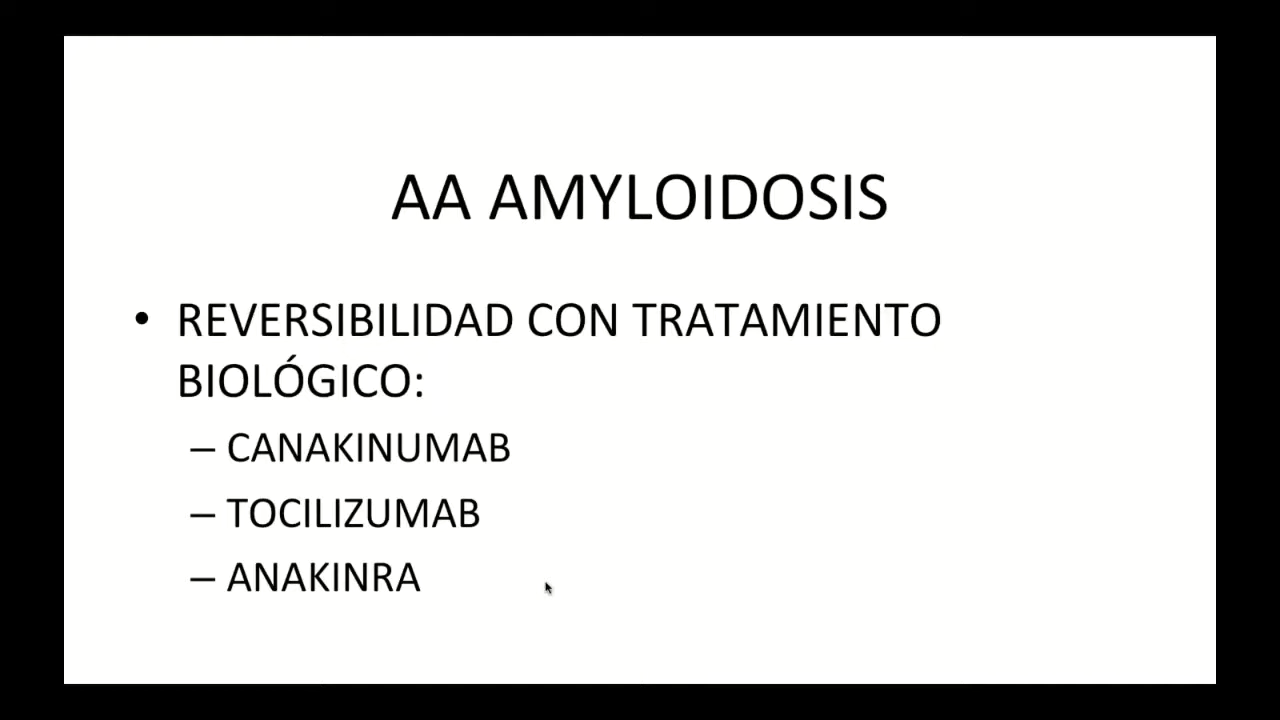 AA AMYLOIDOSIS
• REVERSIBILIDAD CON TRATAMIENTO
BIOLÓGICO:
– CANAKINUMAB
– TOCILIZUMAB
– ANAKINRA